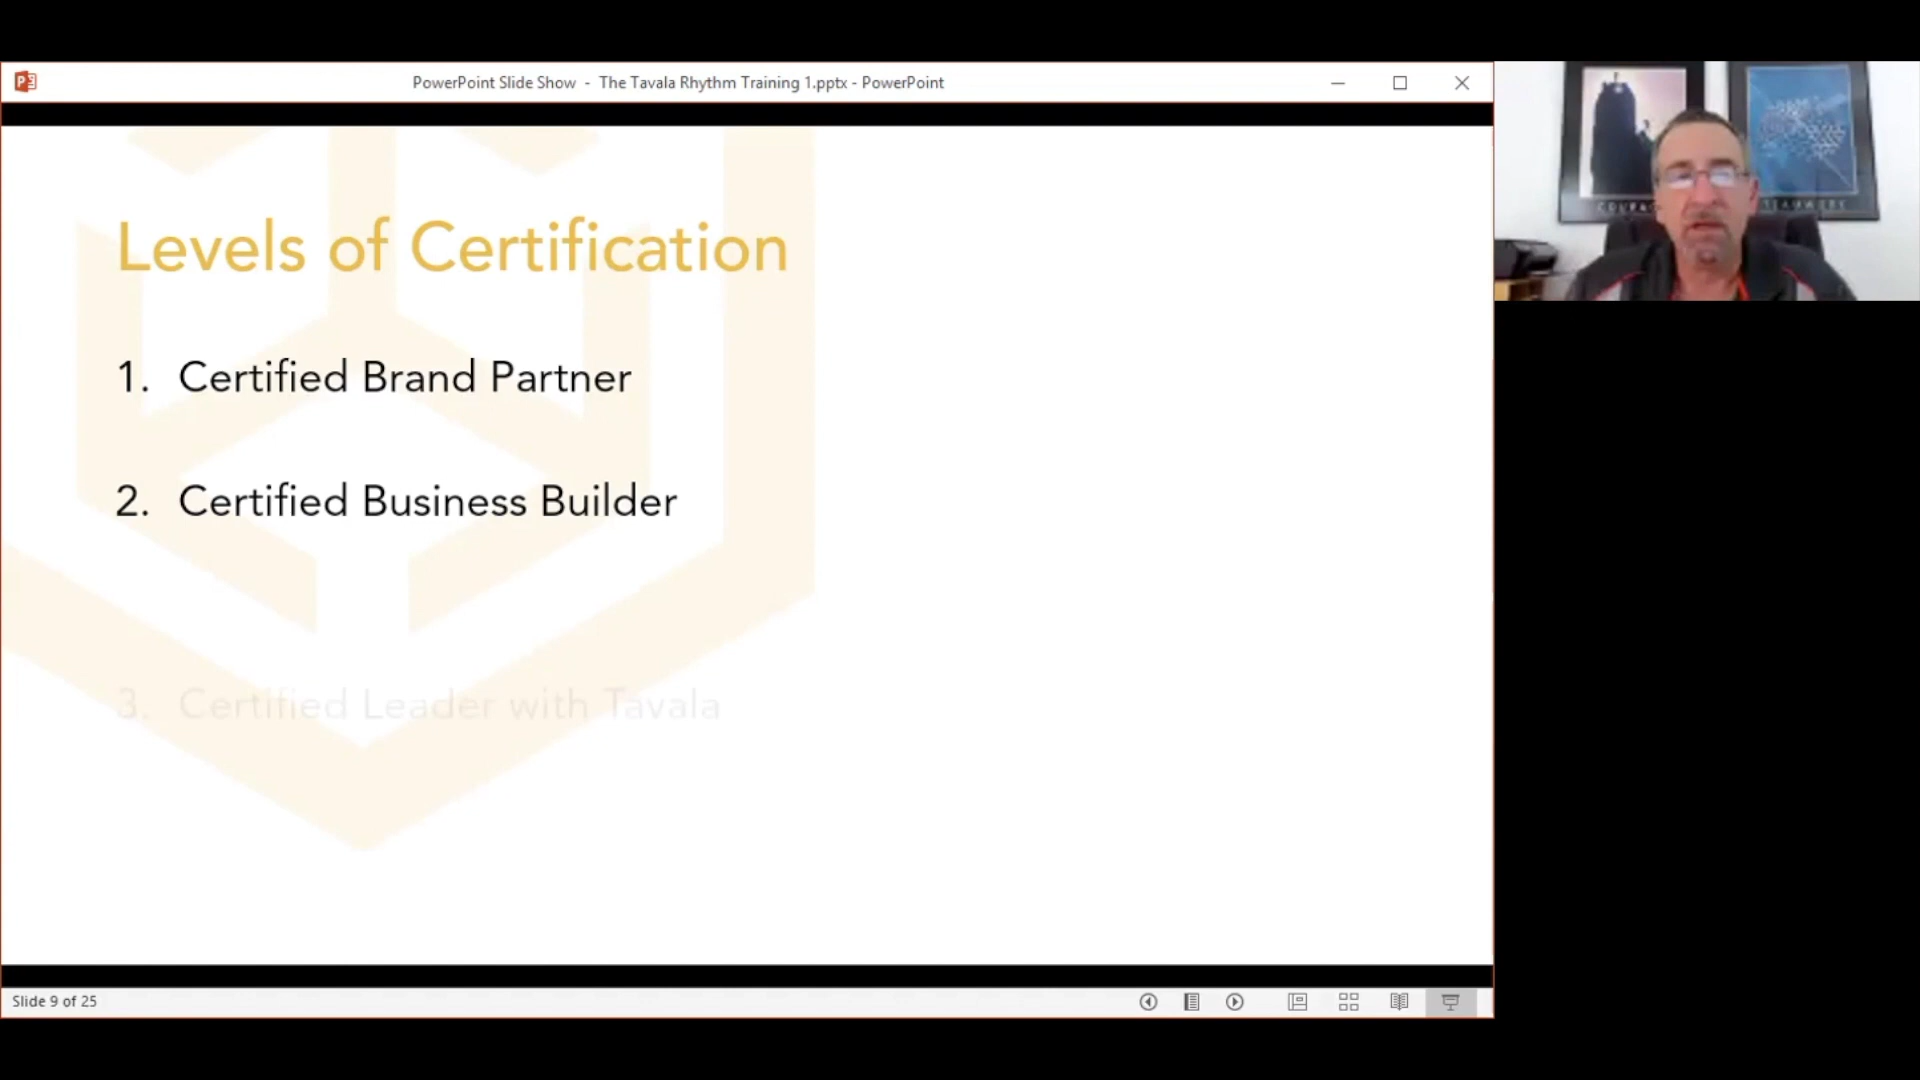 PowerPoint Slide Show - The Tavala Rhythm Training 1.pptx - PowerPoint
Levels of Certification
1. Certified Brand Partner
2. Certified Business Builder
3. Certified Leader with Tavala
Slide 9 of 25
TEAMWORK